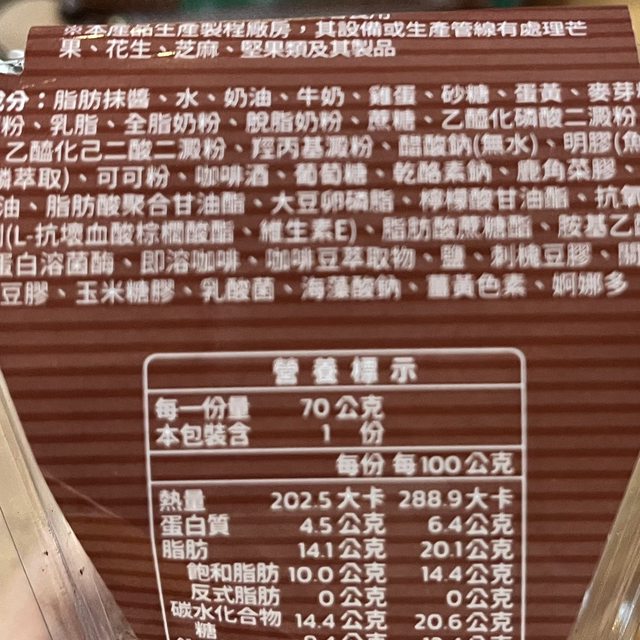 ※本產品生產製程廠房，其設備或生產管線有處理芒
果、花生、芝麻、堅果類及其製品
分：脂肪抹醬、水、奶油、牛奶、雞蛋、砂糖、蛋黃、麥芽
粉、乳脂、全脂奶粉、脫脂奶粉、蔗糖、乙醯化磷酸二澱粉
乙醯化己二酸二澱粉、羥丙基澱粉、醋酸鈉(無水)、明膠(魚
鱗萃取)、可可粉、咖啡酒、葡萄糖、乾酪素鈉、鹿角菜膠、
油、脂肪酸聚合甘油酯、大豆卵磷脂、檸檬酸甘油酯、抗氧
(L-抗壞血酸棕櫚酸酯、維生素E)、脂肪酸蔗糖酯、胺基乙
蛋白溶菌酶、即溶咖啡、咖啡豆萃取物、鹽、刺槐豆膠、關
豆膠、玉米糖膠、乳酸菌、海藻酸鈉、薑黃色素、婀娜多
營養標示
每一份量 70公克
本包裝含 1 份
每份 每100公克
熱量 202.5大卡 288.9大卡
蛋白質 4.5公克 6.4公克
脂肪 14.1公克 20.1公克
飽和脂肪 10.0公克 14.4公克
反式脂肪 0公克 0公克
碳水化合物 14.4公克 20.6公克
糖